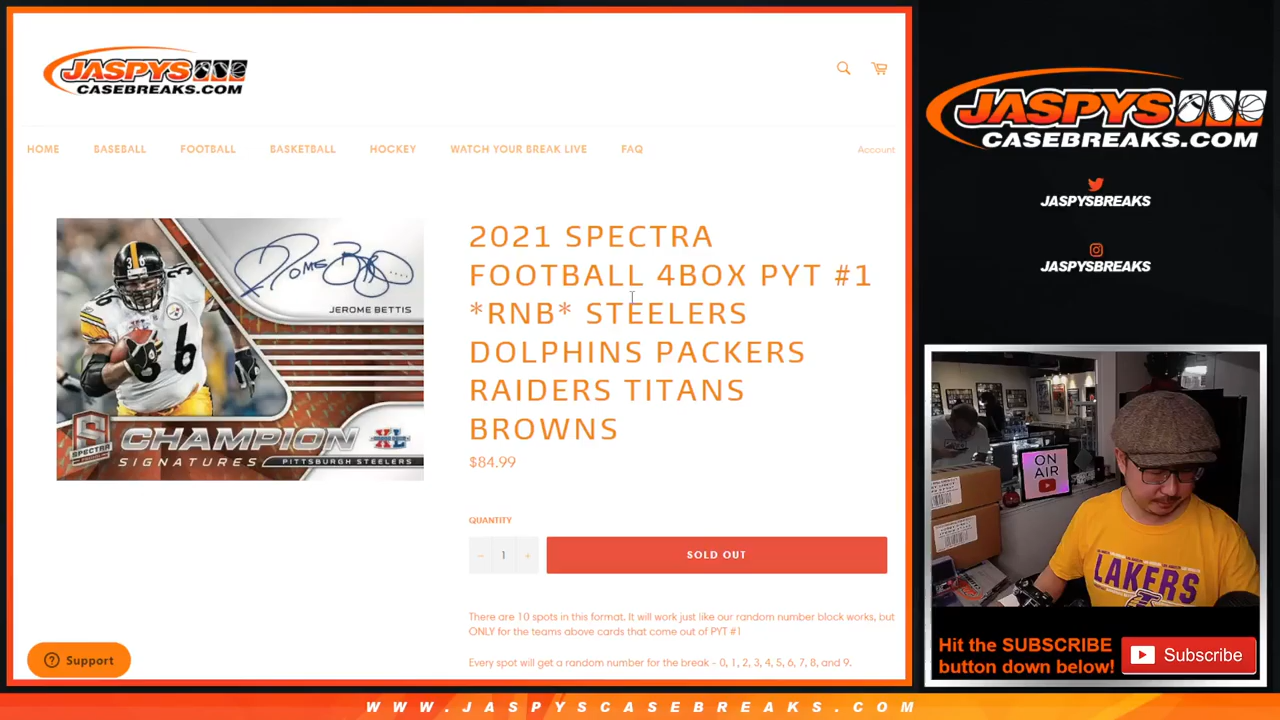 JASPYS
CASEBREAKS.COM
HOME
BASEBALL
FOOTBALL
BASKETBALL
HOCKEY
WATCH YOUR BREAK LIVE
FAQ
Account
36
JEROME BETTIS
36
SPECTRA
CHAMPION
XL
SIGNATURES
PITTSBURGH STEELERS
2021 SPECTRA
FOOTBALL 4BOX PYT #1
*RNB* STEELERS
DOLPHINS PACKERS
RAIDERS TITANS
BROWNS
$84.99
QUANTITY
− 1 +
SOLD OUT
There are 10 spots in this format. It will work just like our random number block works, but
ONLY for the teams above cards that come out of PYT #1
Every spot will get a random number for the break - 0, 1, 2, 3, 4, 5, 6, 7, 8, and 9.
? Support
JASPYS
CASEBREAKS.COM
JASPYSBREAKS
JASPYSBREAKS
ON
AIR
LAKERS
Hit the SUBSCRIBE
button down below!
Subscribe
WWW.JASPYSCASEBREAKS.COM